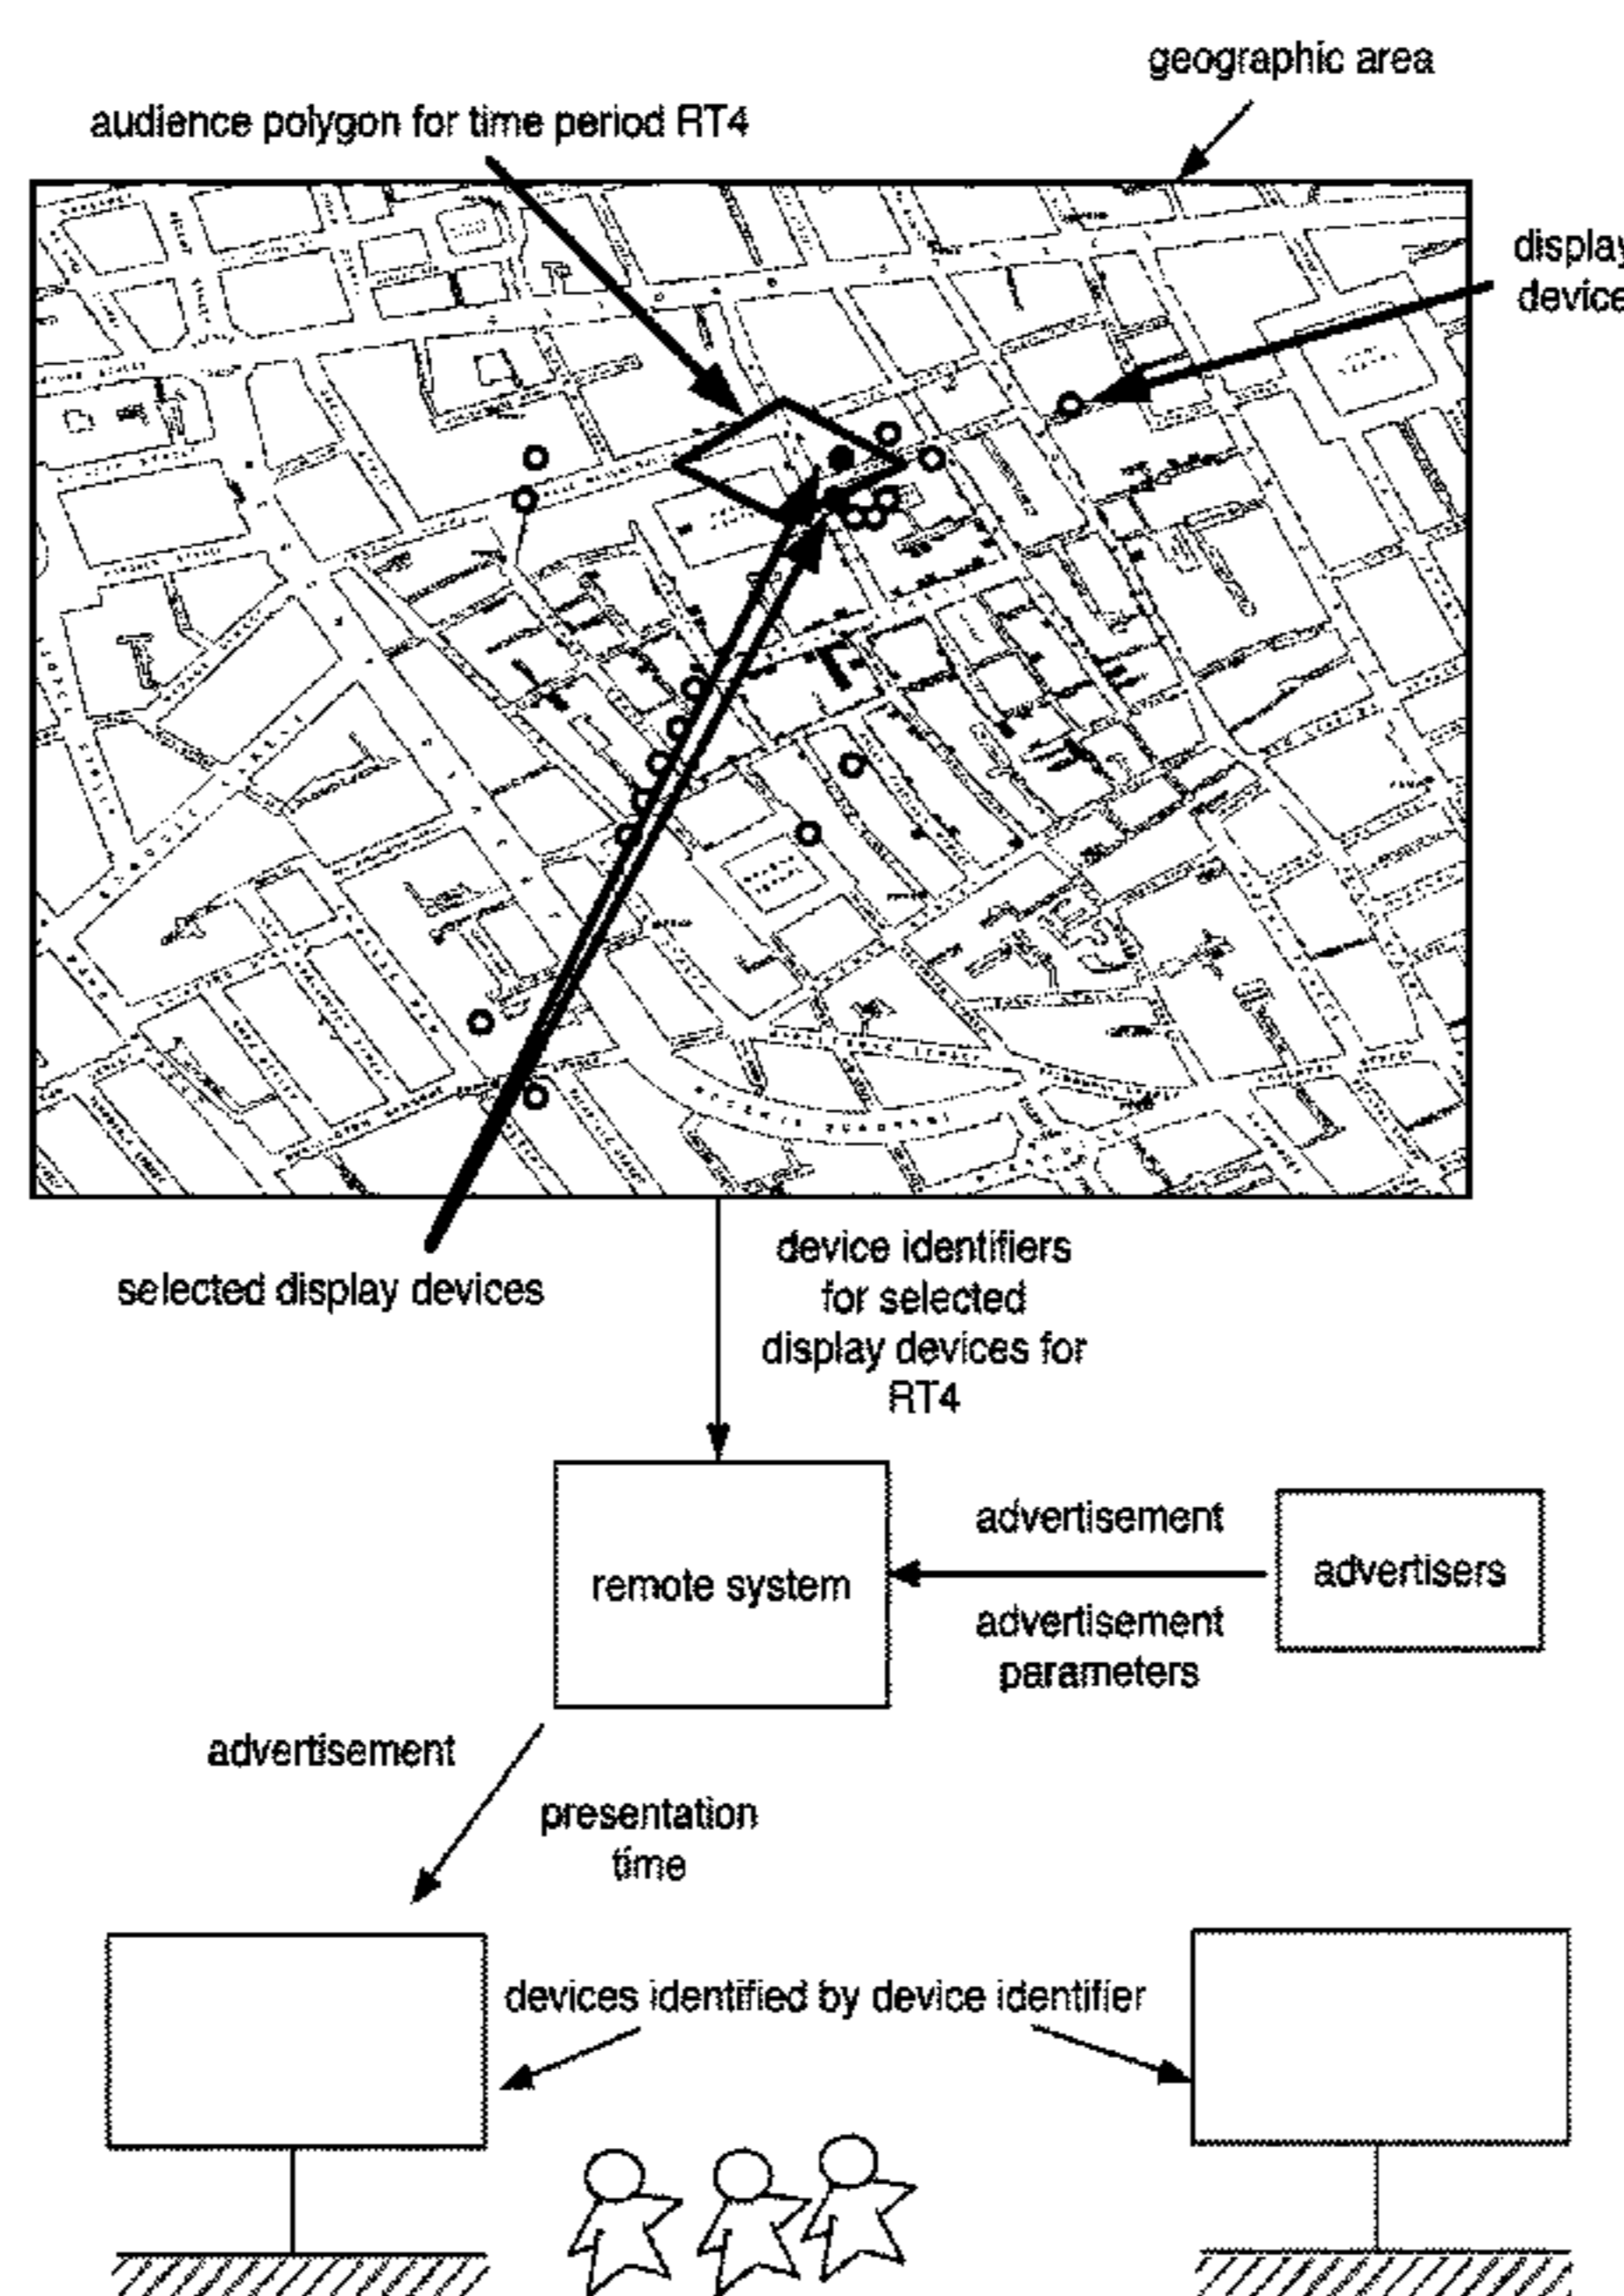 geographic area
audience polygon for time period RT4
display
device
selected display devices
device identifiers
for selected
display devices for
RT4
remote system
advertisement
advertisers
advertisement
parameters
advertisement
presentation
time
devices identified by device identifier